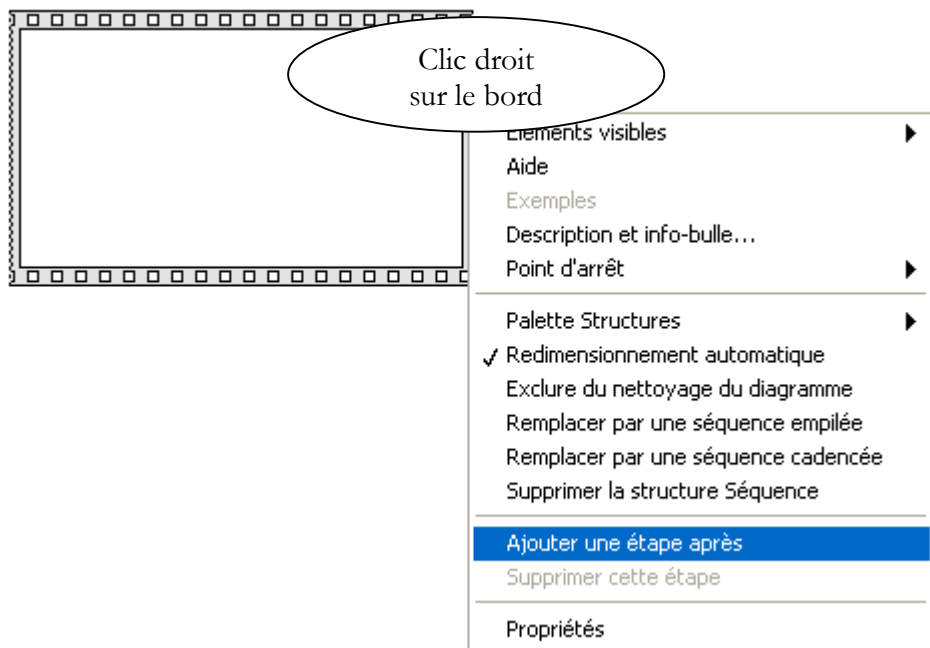 Clic droit
sur le bord
Eléments visibles
Aide
Exemples
Description et info-bulle...
Point d'arrêt
Palette Structures
Redimensionnement automatique
Exclure du nettoyage du diagramme
Remplacer par une séquence empilée
Remplacer par une séquence cadencée
Supprimer la structure Séquence
Ajouter une étape après
Supprimer cette étape
Propriétés